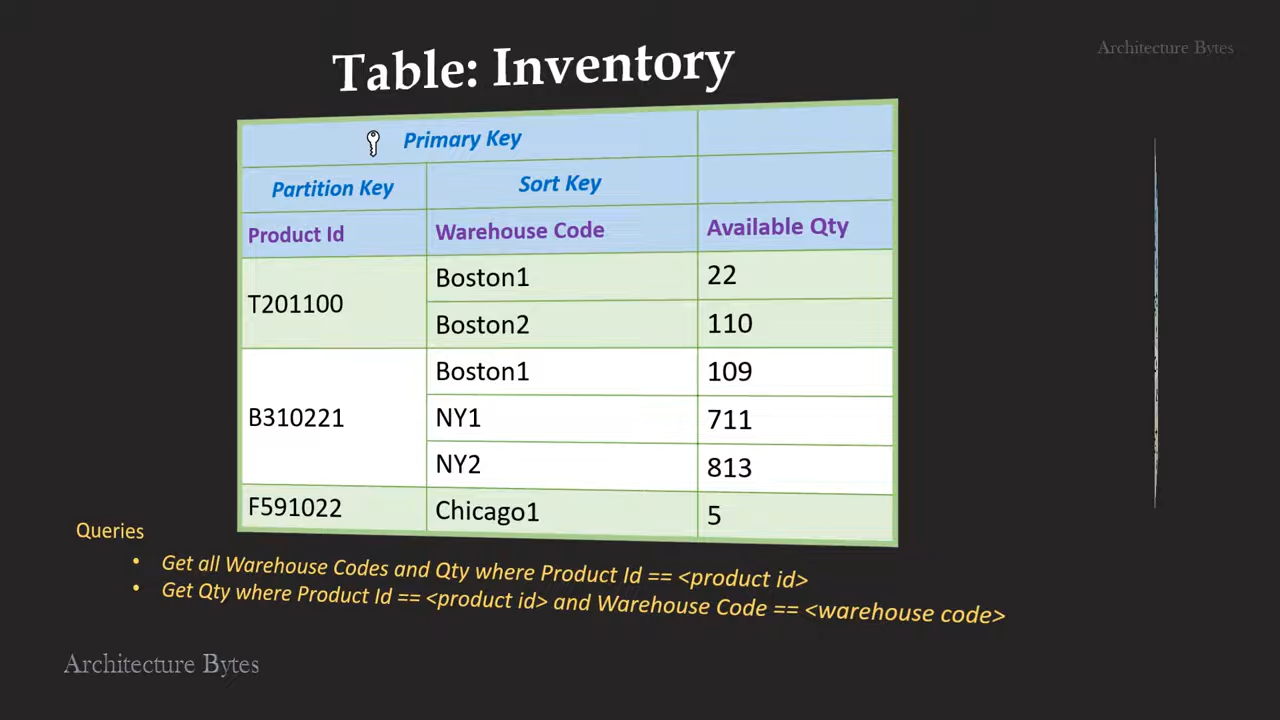 Architecture Bytes
Table: Inventory
Primary Key
Partition Key Sort Key
Product Id Warehouse Code Available Qty
T201100 Boston1 22
Boston2 110
B310221 Boston1 109
NY1 711
NY2 813
F591022 Chicago1 5
Queries
• Get all Warehouse Codes and Qty where Product Id == <product id>
• Get Qty where Product Id == <product id> and Warehouse Code == <warehouse code>
Architecture Bytes